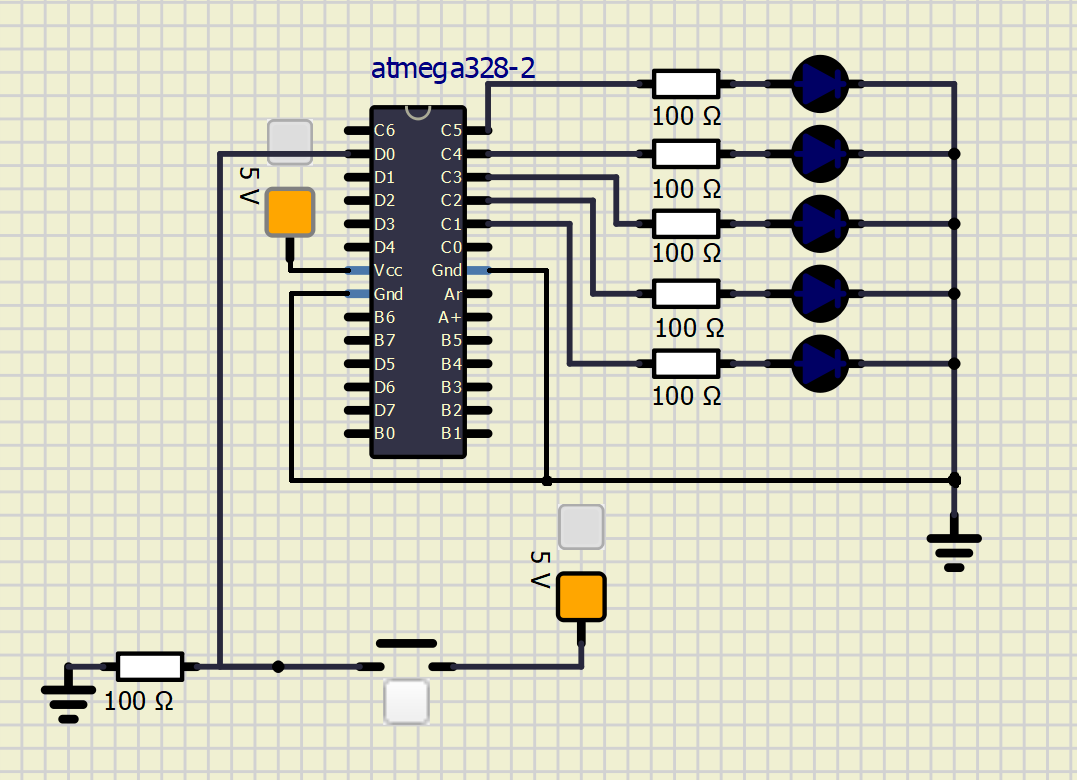 atmega328-2
C6 C5
D0 C4
D1 C3
D2 C2
D3 C1
D4 C0
Vcc Gnd
Gnd Ar
B6 A+
B7 B5
D5 B4
D6 B3
D7 B2
B0 B1
5 V
100 Ω
100 Ω
100 Ω
100 Ω
100 Ω
5 V
100 Ω